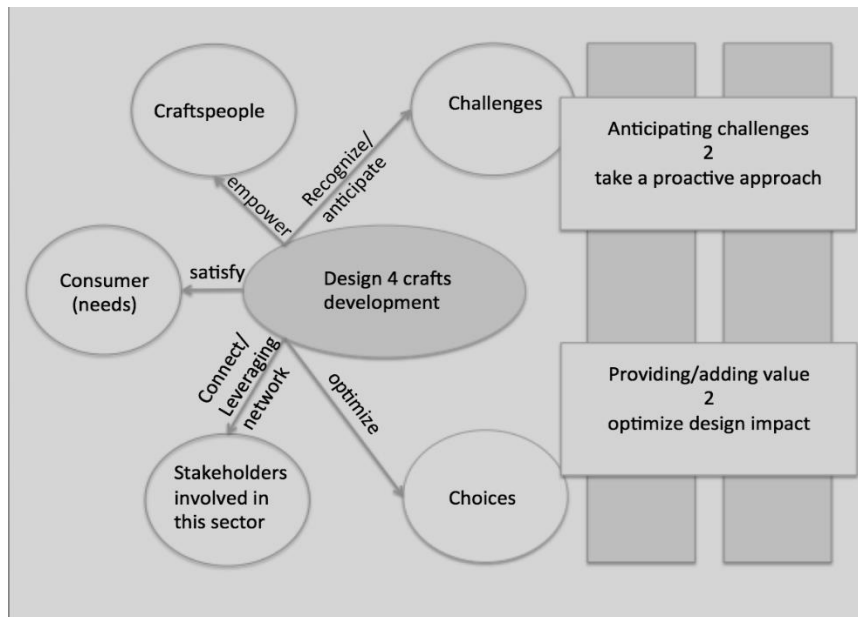 Craftspeople
Challenges
Anticipating challenges
2
take a proactive approach
empower
Recognize/
anticipate
Consumer
(needs)
satisfy
Design 4 crafts
development
Connect/
Leveraging
network
optimize
Providing/adding value
2
optimize design impact
Stakeholders
involved in
this sector
Choices